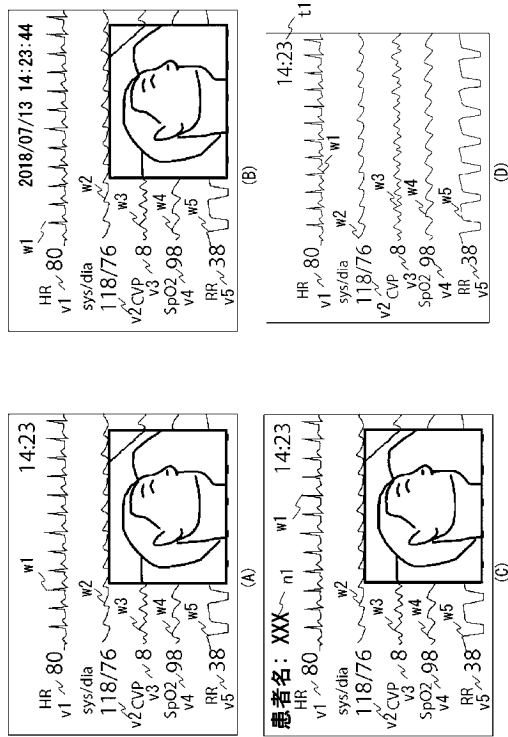 w1
14:23
HR
v1 80
w2
sys/dia
118/76
v2 CVP
w3
8
v3
w4
SpO2
98
v4
w5
RR
38
v5
(A)
2018/07/13 14:23:44
w1
HR
v1 80
w2
sys/dia
118/76
v2 CVP
w3
8
v3
w4
SpO2
98
v4
w5
RR
38
v5
(B)
患者名: XXX n1
w1
14:23
HR
v1 80
w2
sys/dia
118/76
v2 CVP
w3
8
v3
w4
SpO2
98
v4
w5
RR
38
v5
(C)
14:23 t1
HR
v1 80
w1
w2
sys/dia
118/76
v2 CVP
w3
8
v3
w4
SpO2
98
v4
w5
RR
38
v5
(D)